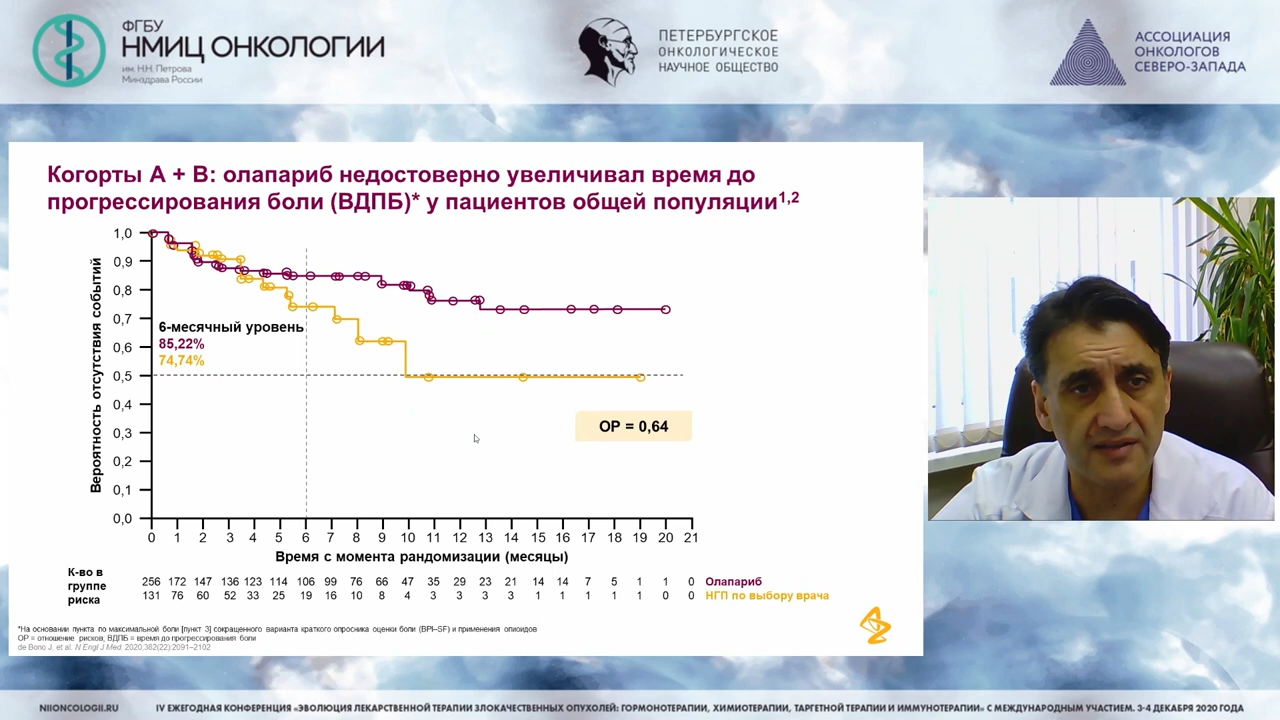 ФГБУ
НМИЦ ОНКОЛОГИИ
им. Н.Н. Петрова
Минздрава России
ПЕТЕРБУРГСКОЕ
ОНКОЛОГИЧЕСКОЕ
НАУЧНОЕ ОБЩЕСТВО
АССОЦИАЦИЯ
ОНКОЛОГОВ
СЕВЕРО-ЗАПАДА
Когорты А + В: олапариб недостоверно увеличивал время до
прогрессирования боли (ВДПБ)* у пациентов общей популяции1,2
Вероятность отсутствия событий
1,0
0,9
0,8
0,7
0,6
0,5
0,4
0,3
0,2
0,1
0,0
6-месячный уровень
85,22%
74,74%
ОР = 0,64
0 1 2 3 4 5 6 7 8 9 10 11 12 13 14 15 16 17 18 19 20 21
Время с момента рандомизации (месяцы)
К-во в
группе
риска
256 172 147 136 123 114 106 99 76 66 47 35 29 23 21 14 14 7 5 1 1 0 Олапариб
131 76 60 52 33 25 19 16 10 8 4 3 3 3 3 1 1 1 1 1 0 0 НГП по выбору врача
*На основании пункта по максимальной боли [пункт 3] сокращенного варианта краткого опросника оценки боли (BPI–SF) и применения опиоидов
ОР = отношение рисков; ВДПБ = время до прогрессирования боли
de Bono J, et al. N Engl J Med. 2020;382(22):2091–2102
NIIONCOLOGII.RU
IV ЕЖЕГОДНАЯ КОНФЕРЕНЦИЯ «ЭВОЛЮЦИЯ ЛЕКАРСТВЕННОЙ ТЕРАПИИ ЗЛОКАЧЕСТВЕННЫХ ОПУХОЛЕЙ: ГОРМОНОТЕРАПИИ, ХИМИОТЕРАПИИ, ТАРГЕТНОЙ ТЕРАПИИ И ИММУНОТЕРАПИИ» С МЕЖДУНАРОДНЫМ УЧАСТИЕМ. 3-4 ДЕКАБРЯ 2020 ГОДА